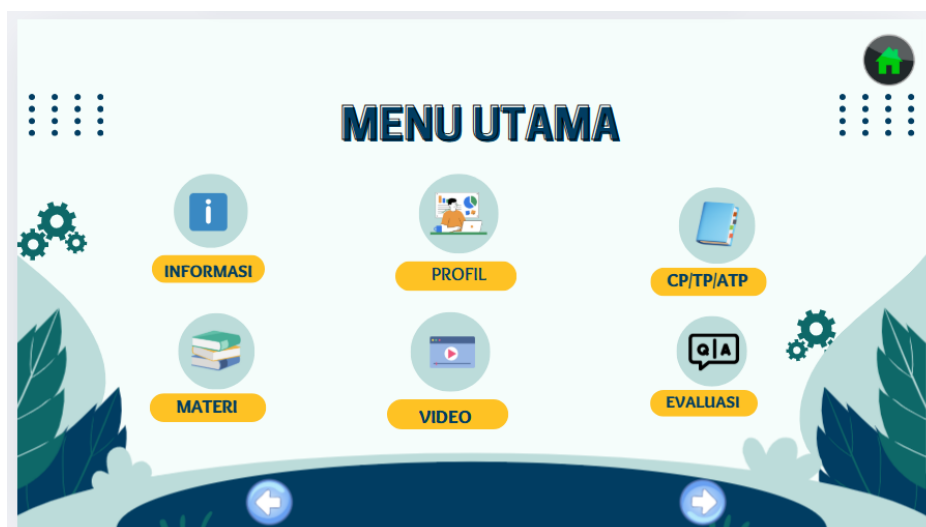 MENU UTAMA
i
INFORMASI
PROFIL
CP/TP/ATP
MATERI
VIDEO
Q|A
EVALUASI